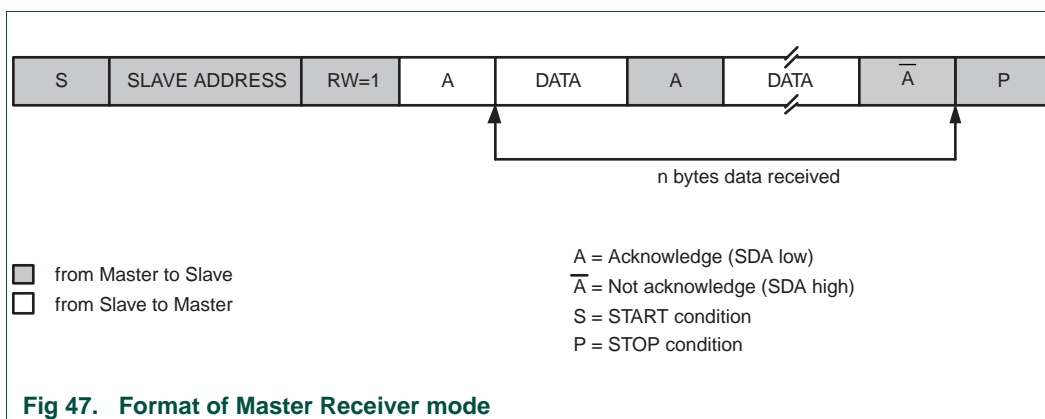 S SLAVE ADDRESS RW=1 A DATA A DATA A̅ P
n bytes data received
from Master to Slave
from Slave to Master
A = Acknowledge (SDA low)
A̅ = Not acknowledge (SDA high)
S = START condition
P = STOP condition
Fig 47. Format of Master Receiver mode